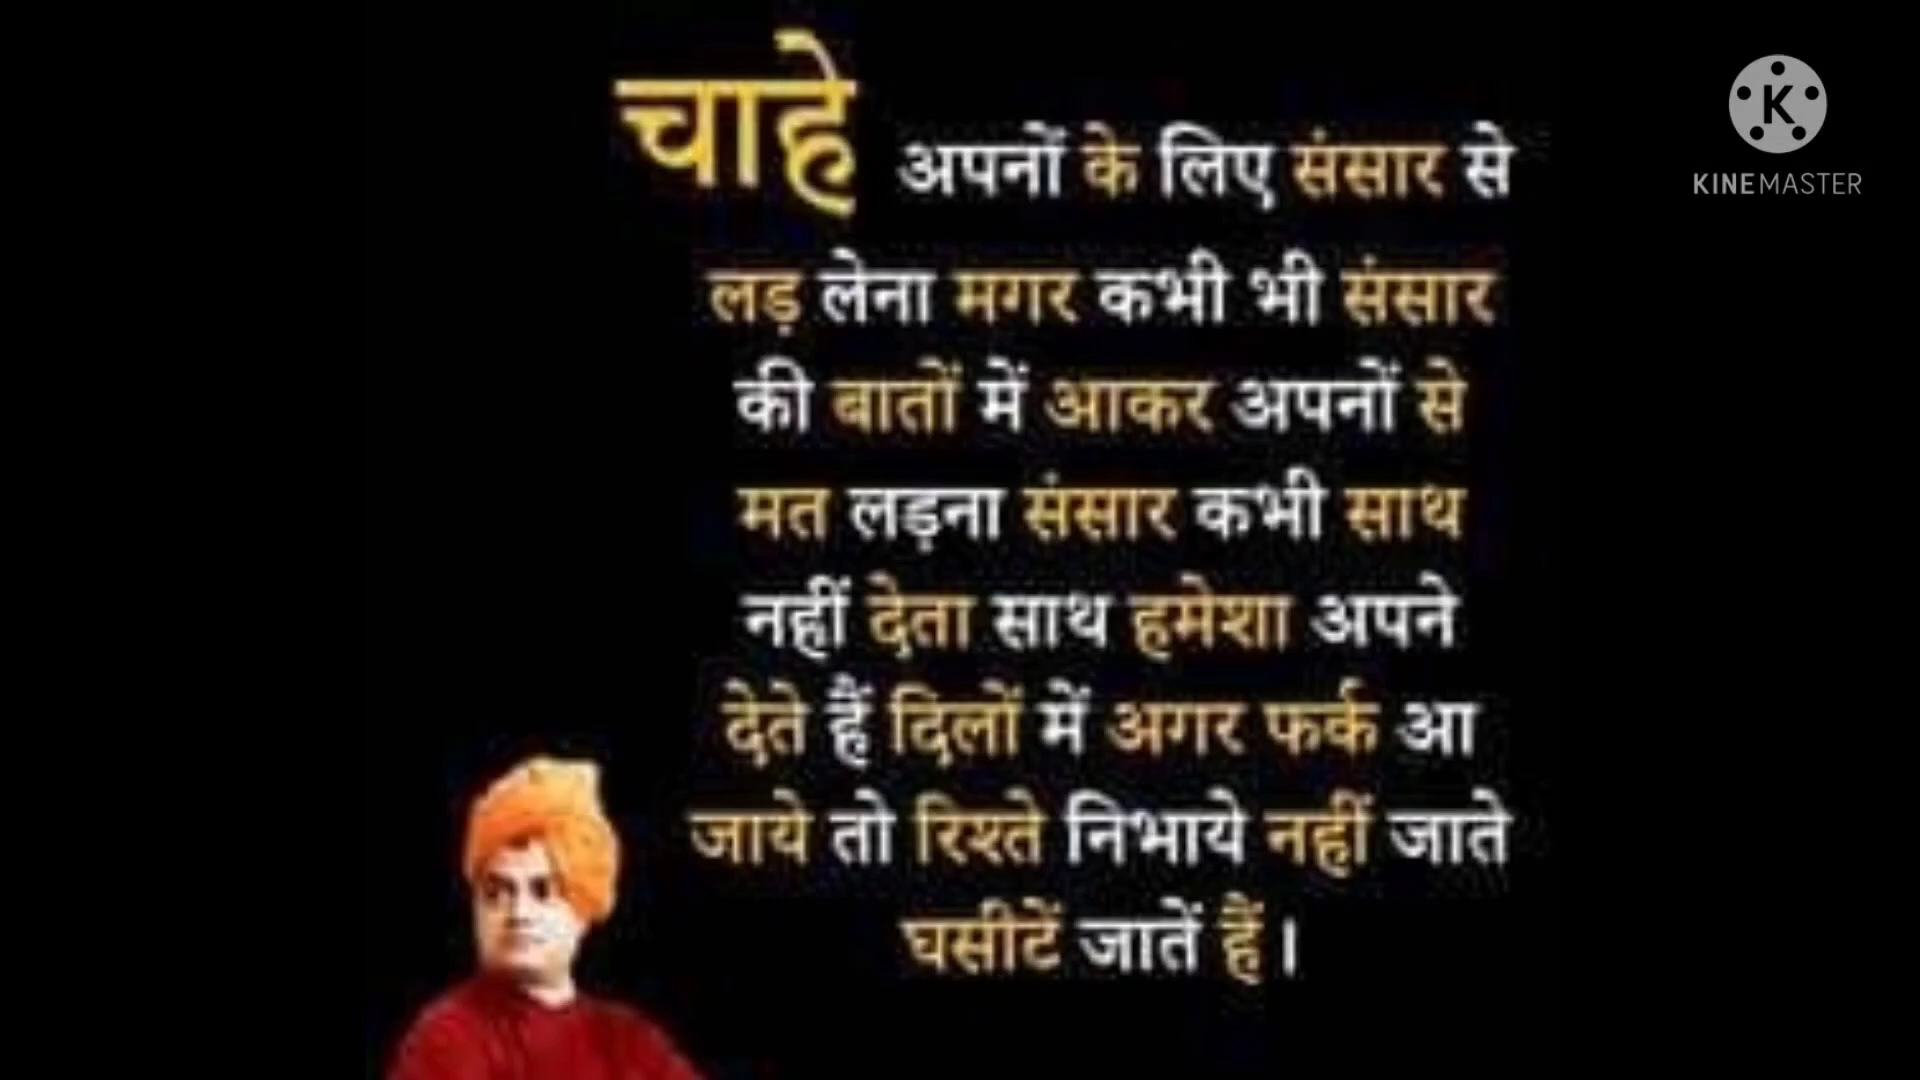 चाहे अपनों के लिए संसार से
लड़ लेना मगर कभी भी संसार
की बातों में आकर अपनों से
मत लड़ना संसार कभी साथ
नहीं देता साथ हमेशा अपने
देते हैं दिलों में अगर फर्क आ
जाये तो रिश्ते निभाये नहीं जाते
घसीटें जातें हैं।
K
KINEMASTER